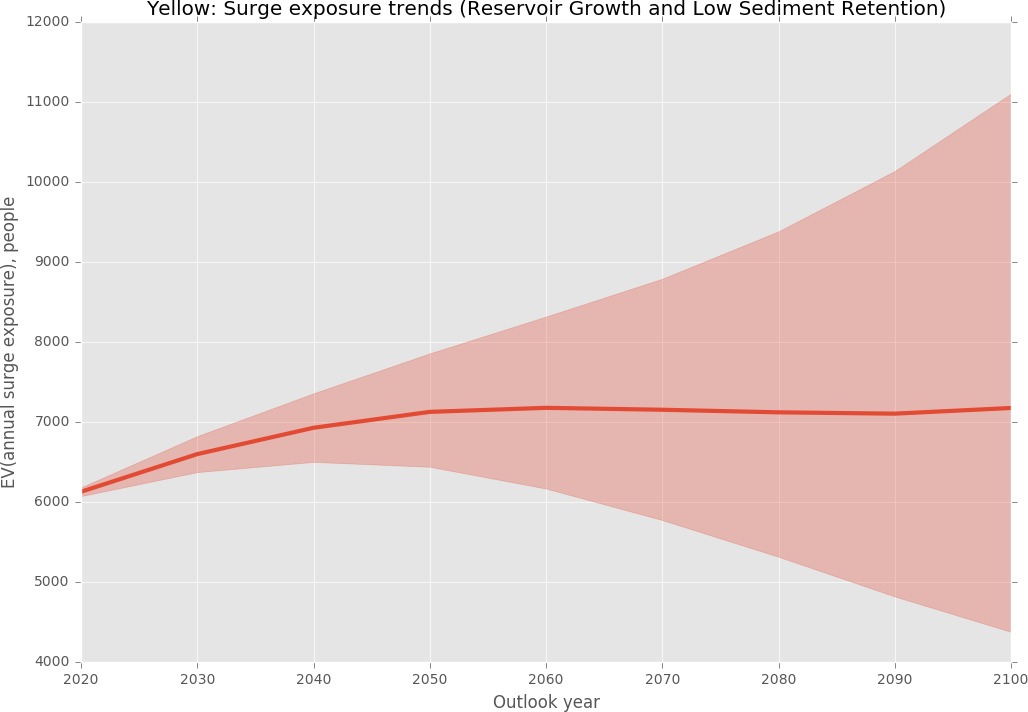 Yellow: Surge exposure trends (Reservoir Growth and Low Sediment Retention)
12000
11000
10000
9000
8000
7000
6000
5000
4000
EV(annual surge exposure), people
2020 2030 2040 2050 2060 2070 2080 2090 2100
Outlook year